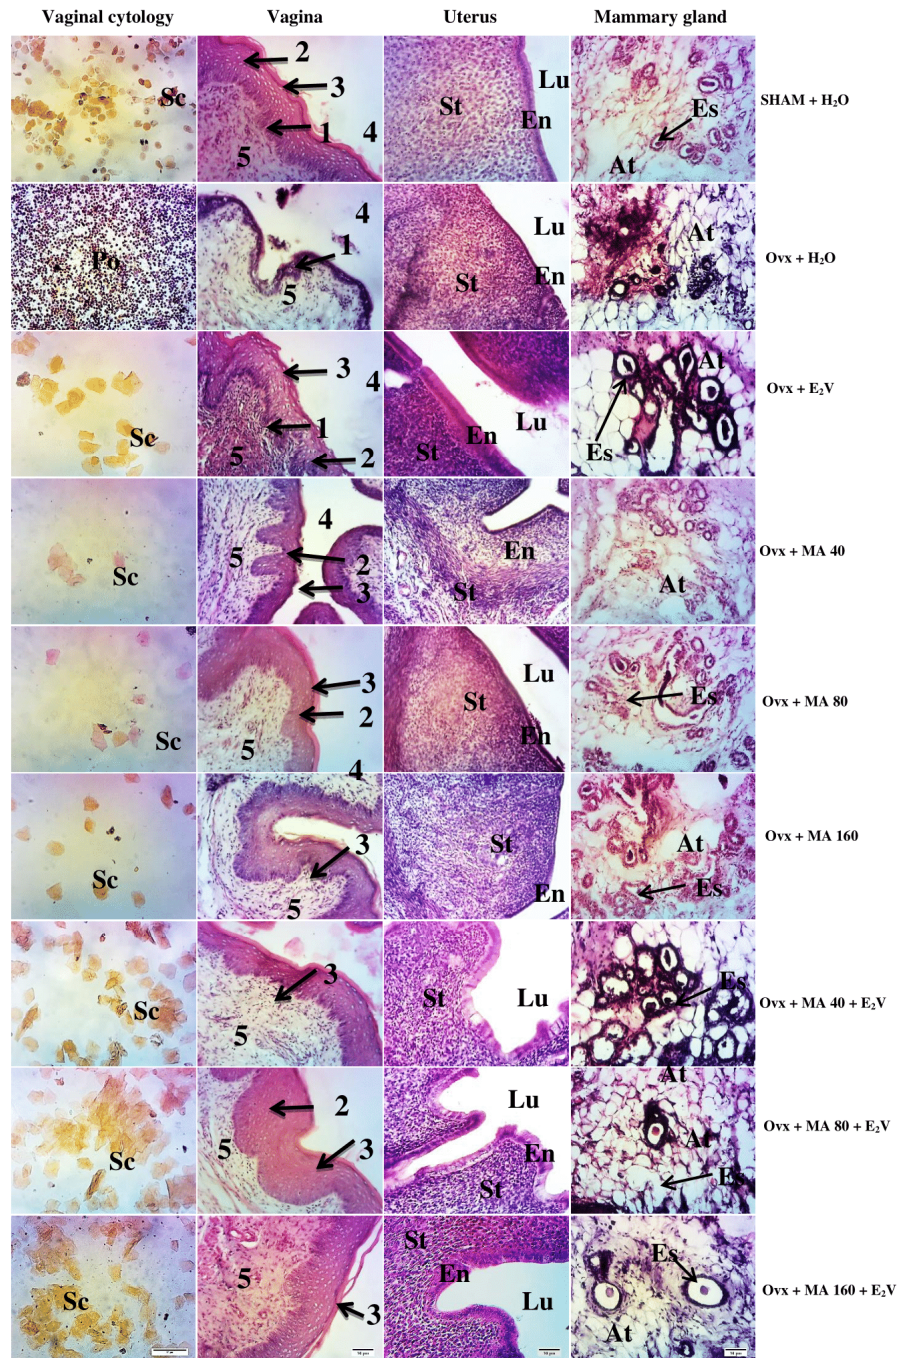 Vaginal cytology Vagina Uterus Mammary gland
Sc 2 3 1 4 5 St Lu En Es At SHAM + H₂O
Po 4 1 5 Lu En St At Ovx + H₂O
Sc 3 4 1 5 2 Lu En St At Es Ovx + E₂V
Sc 4 5 2 3 En St At Ovx + MA 40
Sc 3 2 5 4 Lu St En Es Ovx + MA 80
Sc 3 5 St En At Es Ovx + MA 160
Sc 3 5 St Lu Es At Ovx + MA 40 + E₂V
Sc 2 5 3 Lu En St At Es Ovx + MA 80 + E₂V
Sc 5 3 St En Lu Es At Ovx + MA 160 + E₂V